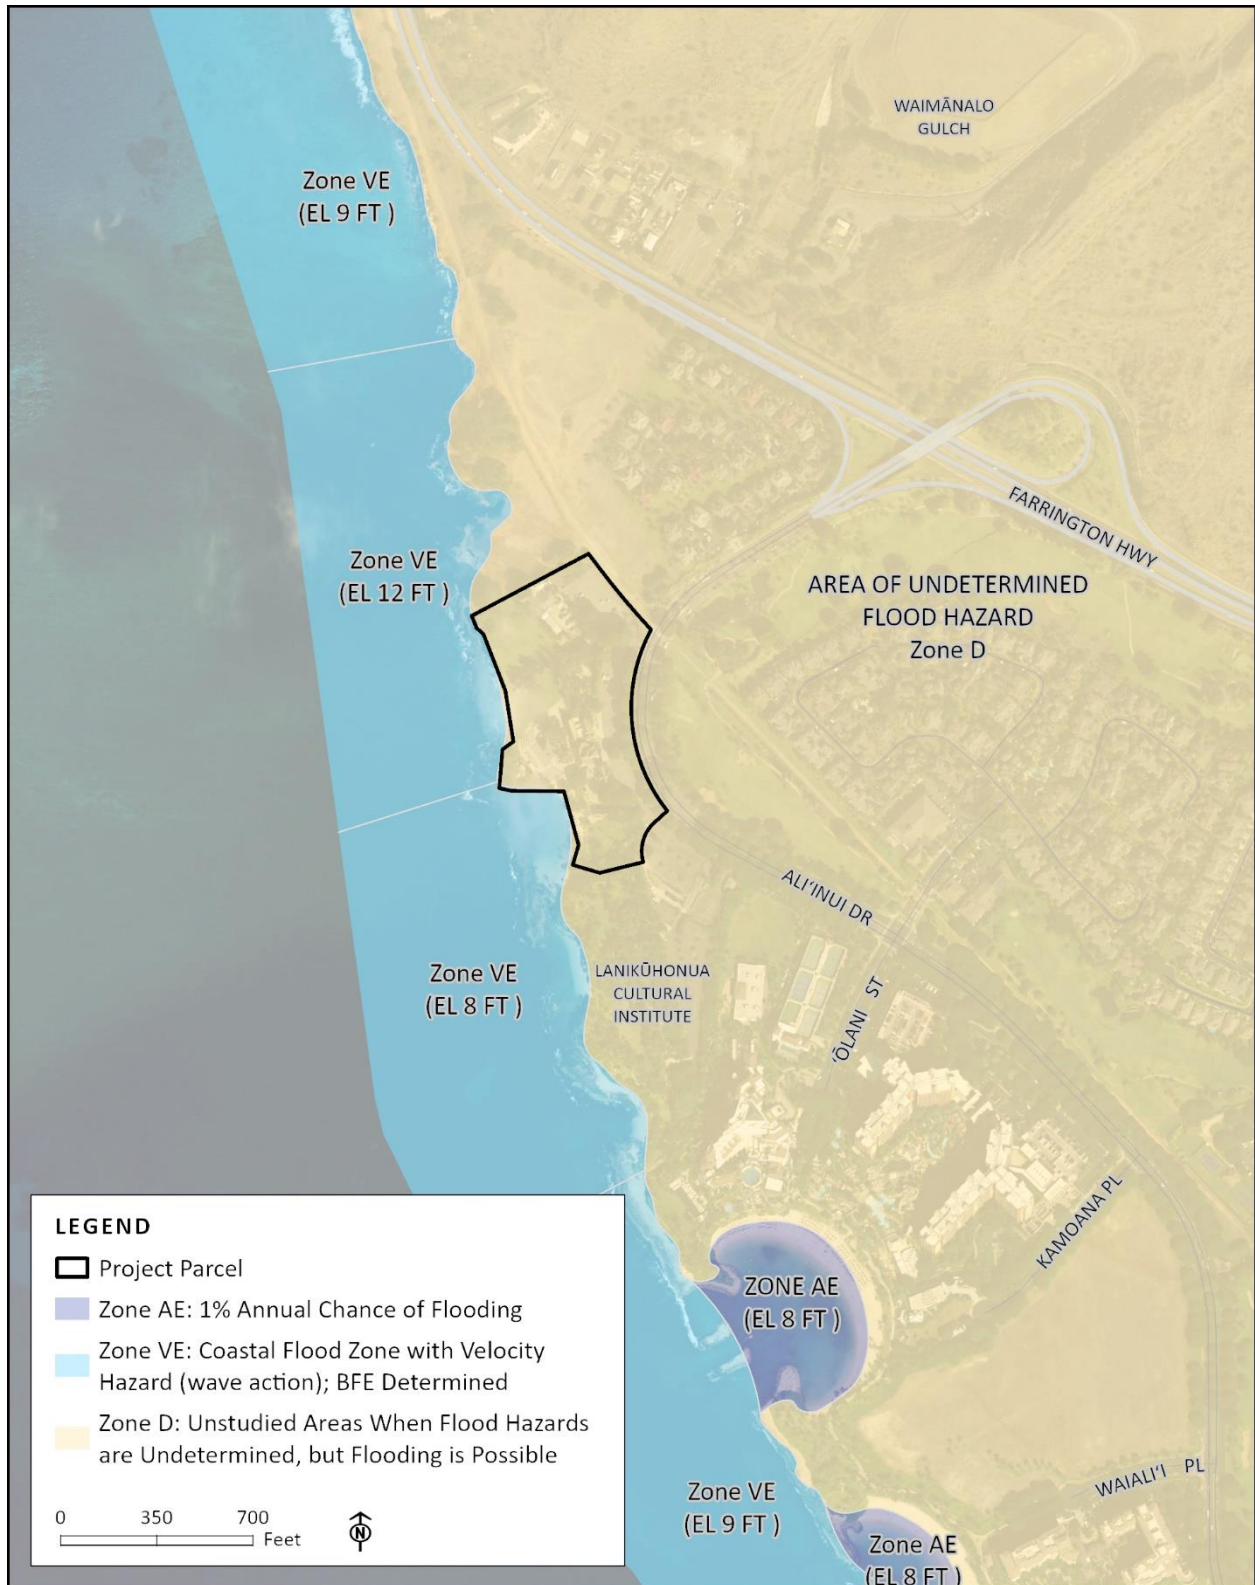 WAIMĀNALO
GULCH
Zone VE
(EL 9 FT )
FARRINGTON HWY
Zone VE
(EL 12 FT )
AREA OF UNDETERMINED
FLOOD HAZARD
Zone D
ALIʻINUI DR
Zone VE
(EL 8 FT )
LANIKŪHONUA
CULTURAL
INSTITUTE
ʻŌLANI ST
KAMOANA PL
ZONE AE
(EL 8 FT )
WAIALIʻI PL
Zone VE
(EL 9 FT )
Zone AE
(EL 8 FT )
LEGEND
Project Parcel
Zone AE: 1% Annual Chance of Flooding
Zone VE: Coastal Flood Zone with Velocity
Hazard (wave action); BFE Determined
Zone D: Unstudied Areas When Flood Hazards
are Undetermined, but Flooding is Possible
0 350 700
Feet
N